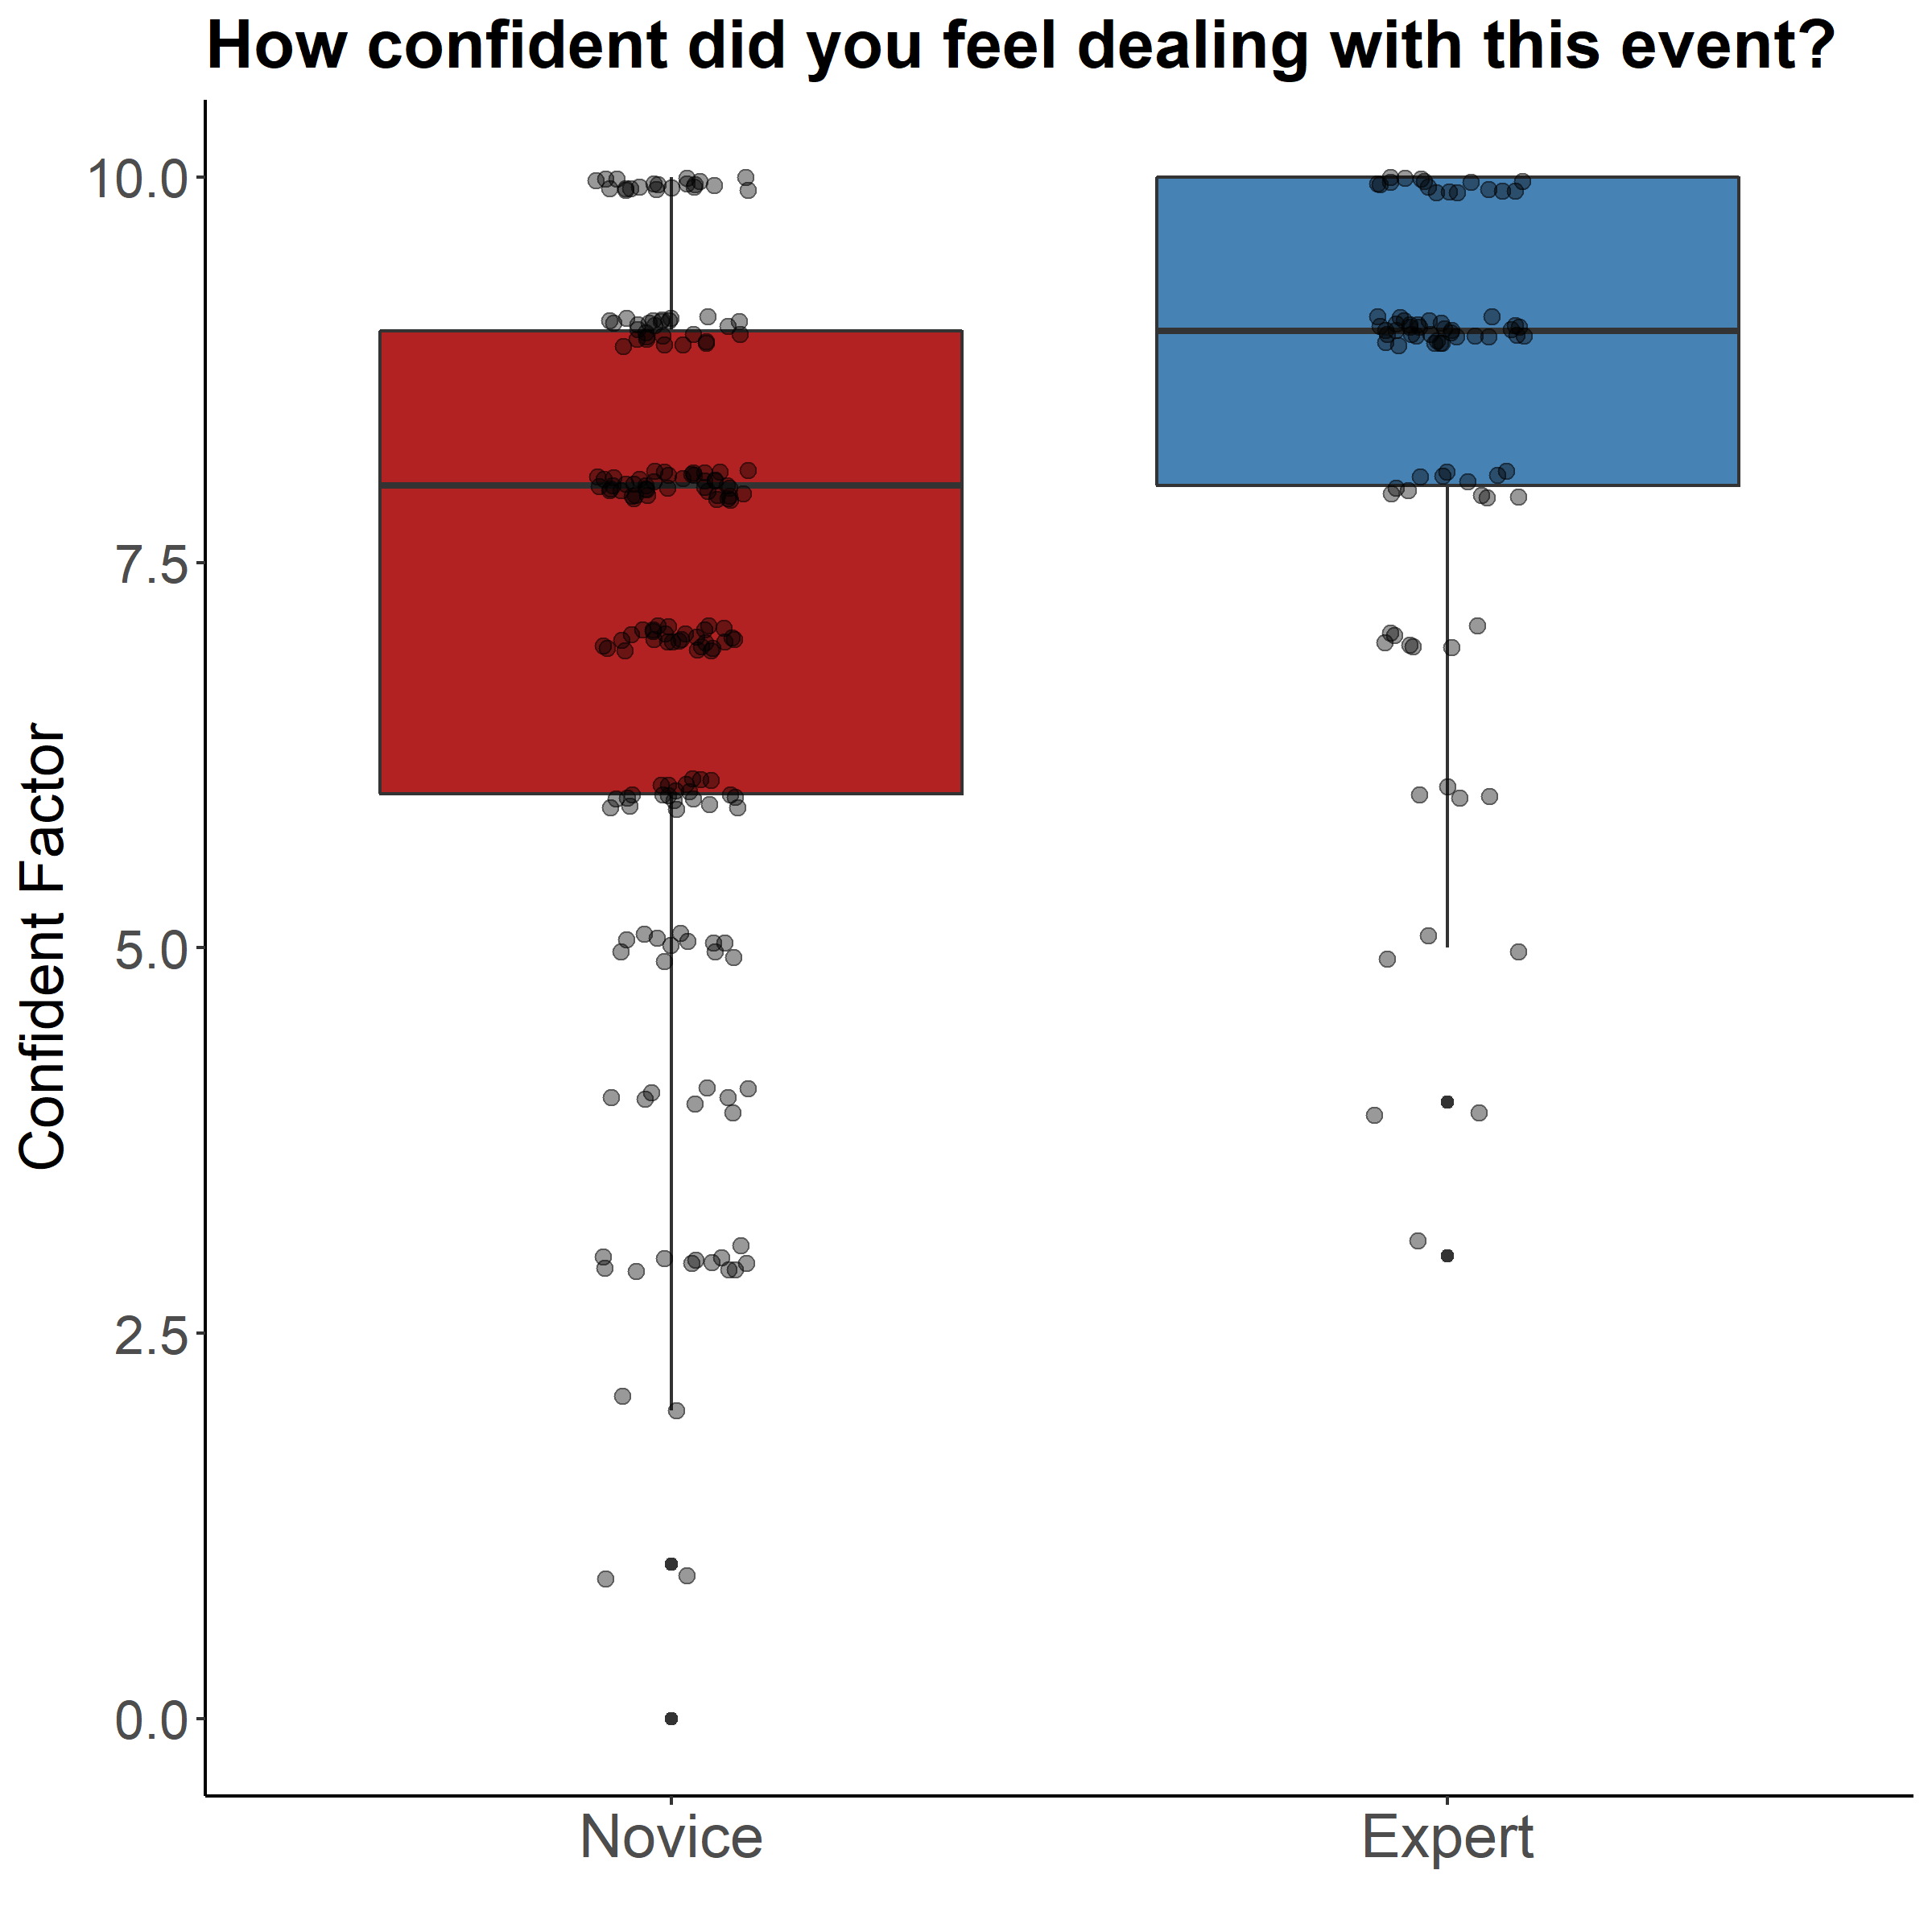 How confident did you feel dealing with this event?
Confident Factor
10.0
7.5
5.0
2.5
0.0
Novice
Expert